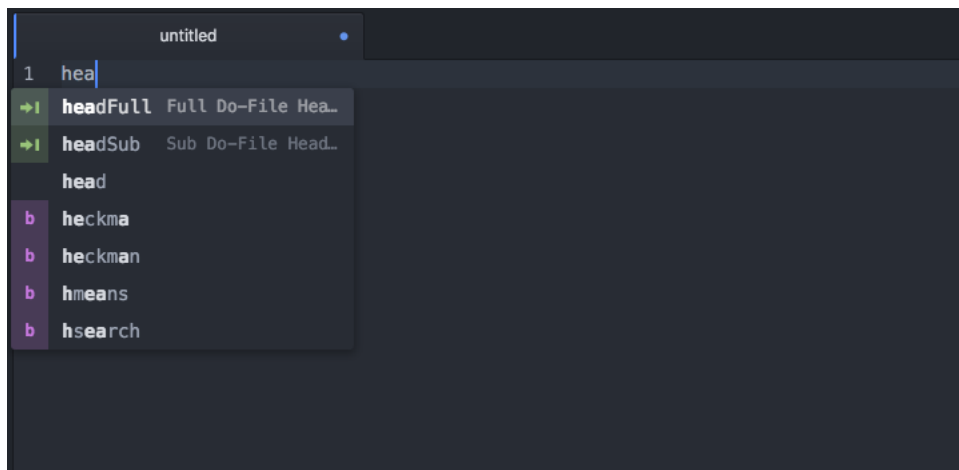 untitled
1 hea
headFull Full Do-File Hea…
headSub Sub Do-File Head…
head
b heckma
b heckman
b hmeans
b hsearch